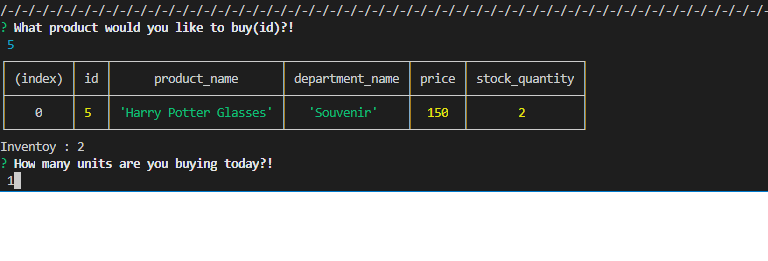 /-/-/-/-/-/-/-/-/-/-/-/-/-/-/-/-/-/-/-/-/-/-/-/-/-/-/-/-/-/-/-/-/-/-/-/-/-/-/-/-/-/-/-/-/-/-/-/-/-/-/-/-/-/-/-
? What product would you like to buy(id)?!
5
(index) id product_name department_name price stock_quantity
0 5 'Harry Potter Glasses' 'Souvenir' 150 2
Inventoy : 2
? How many units are you buying today?!
1